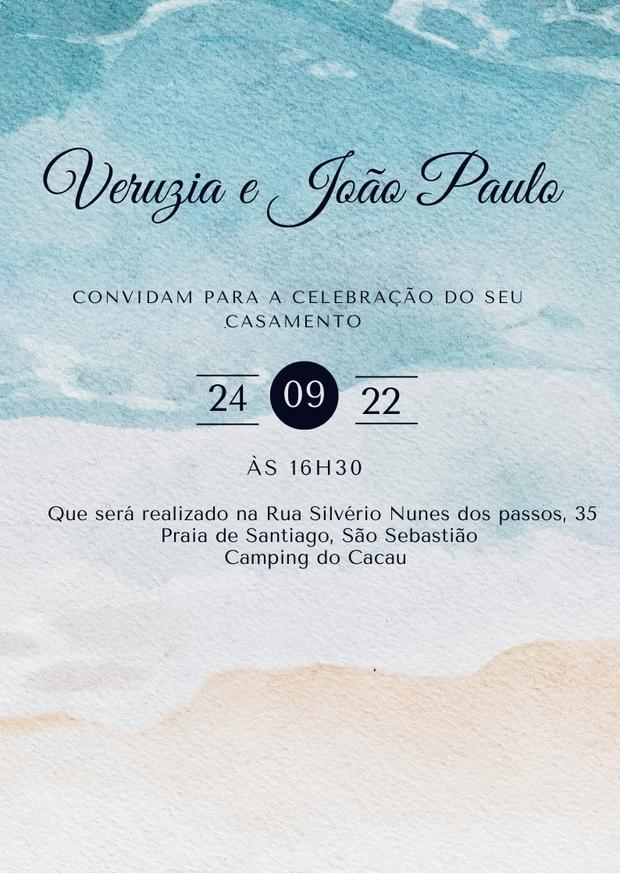 Veruzia e João Paulo
CONVIDAM PARA A CELEBRAÇÃO DO SEU
CASAMENTO
24 09 22
ÀS 16H30
Que será realizado na Rua Silvério Nunes dos passos, 35
Praia de Santiago, São Sebastião
Camping do Cacau